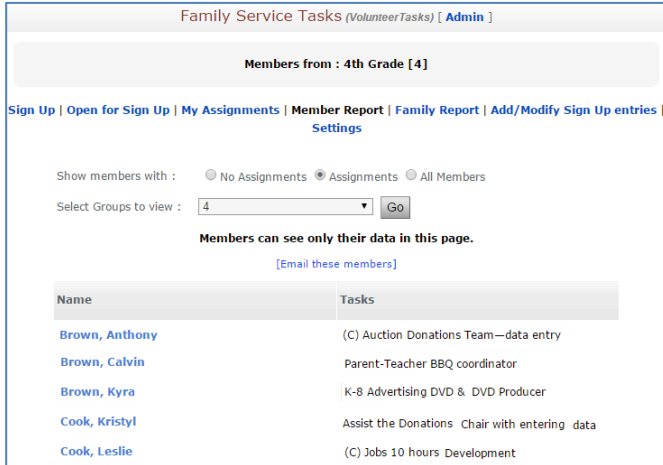 Family Service Tasks (VolunteerTasks) [ Admin ]
Members from : 4th Grade [4]
Sign Up | Open for Sign Up | My Assignments | Member Report | Family Report | Add/Modify Sign Up entries |
Settings
Show members with : No Assignments Assignments All Members
Select Groups to view : 4 Go
Members can see only their data in this page.
[Email these members]
Name Tasks
Brown, Anthony (C) Auction Donations Team—data entry
Brown, Calvin Parent-Teacher BBQ coordinator
Brown, Kyra K-8 Advertising DVD & DVD Producer
Cook, Kristyl Assist the Donations Chair with entering data
Cook, Leslie (C) Jobs 10 hours Development